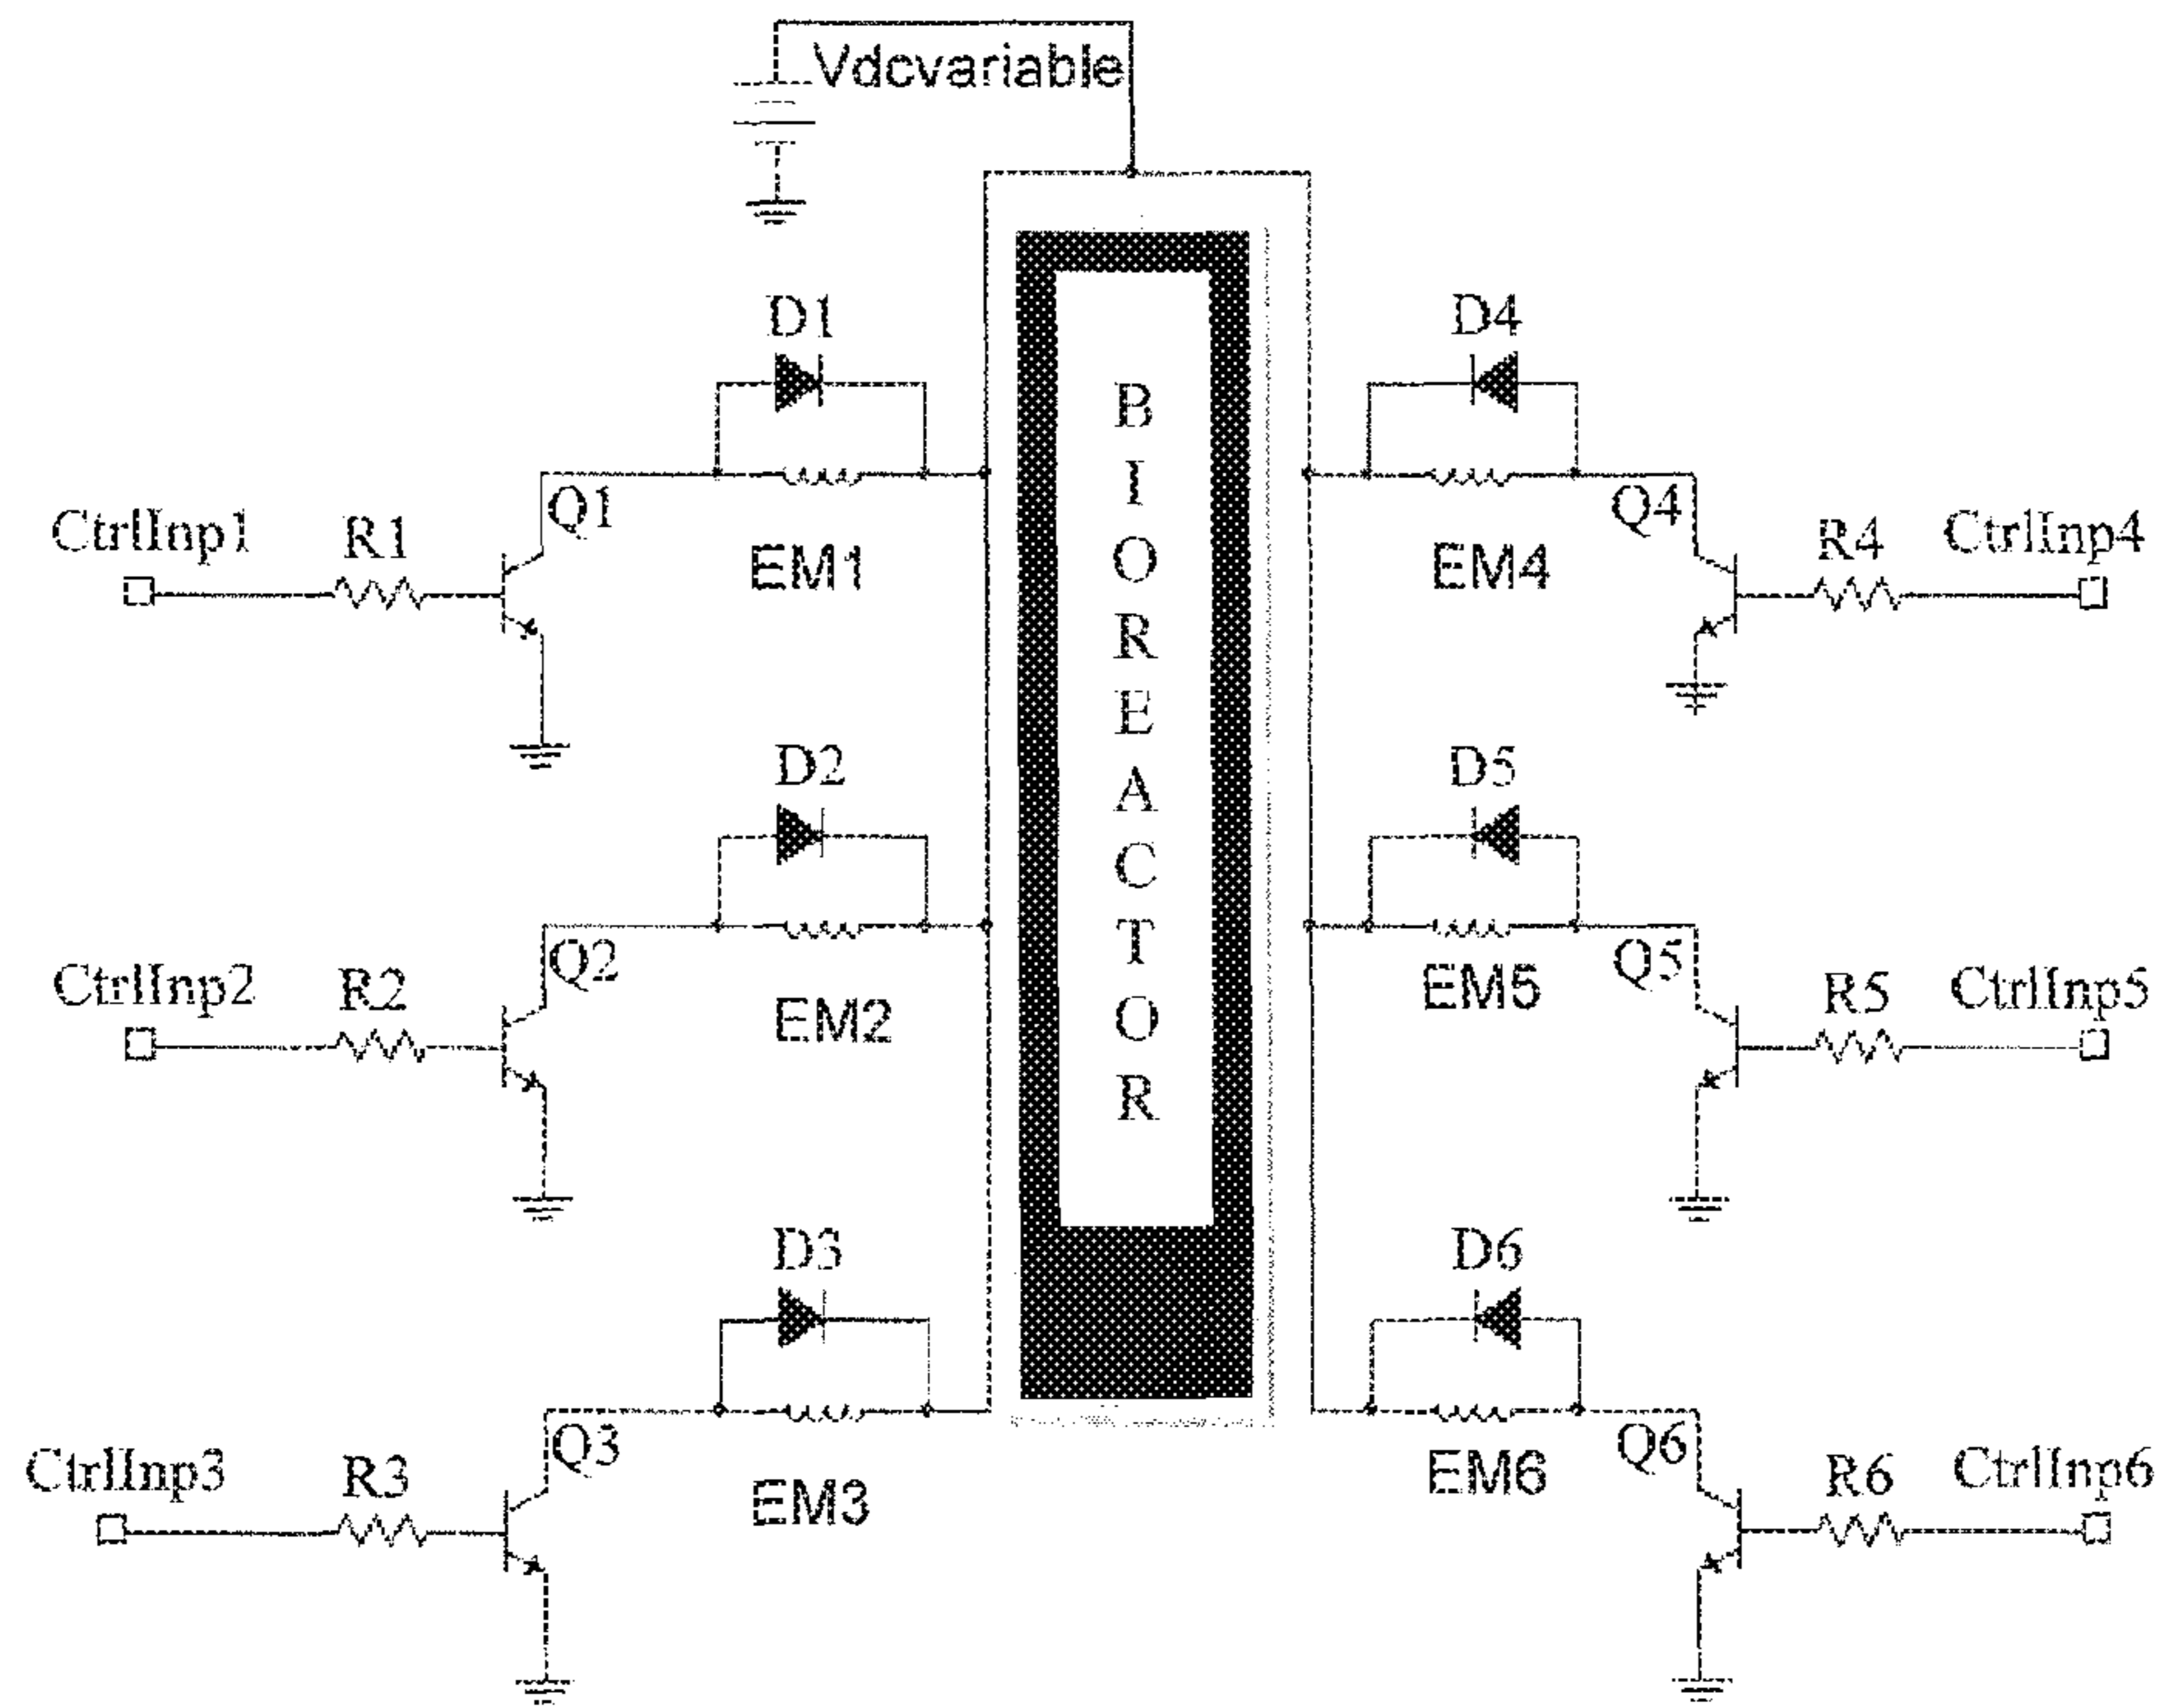 Vdcvariable
D1
D4
Q1
Q4
CtrlInp1
R1
EM1
EM4
R4
CtrlInp4
BIOREACTOR
D2
D5
Q2
Q5
CtrlInp2
R2
EM2
EM5
R5
CtrlInp5
D3
D6
Q3
Q6
CtrlInp3
R3
EM3
EM6
R6
CtrlInp6